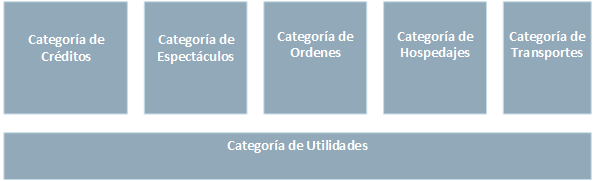 Categoría de
Créditos
Categoría de
Espectáculos
Categoría de
Ordenes
Categoría de
Hospedajes
Categoría de
Transportes
Categoría de Utilidades